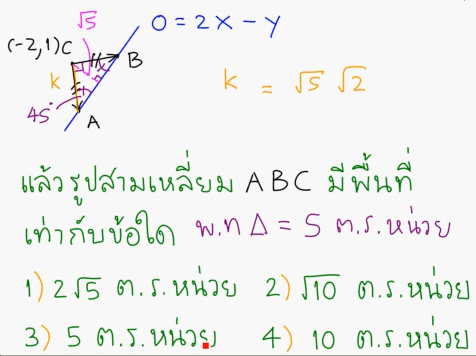 √5
0 = 2x - y
(-2,1)C
B
k
k = √5 √2
45°
A
แล้วรูปสามเหลี่ยม ABC มีพื้นที่
เท่ากับข้อใด พ.ท △ = 5 ต.ร.หน่วย
1) 2√5 ต.ร.หน่วย 2) √10 ต.ร.หน่วย
3) 5 ต.ร.หน่วย 4) 10 ต.ร.หน่วย